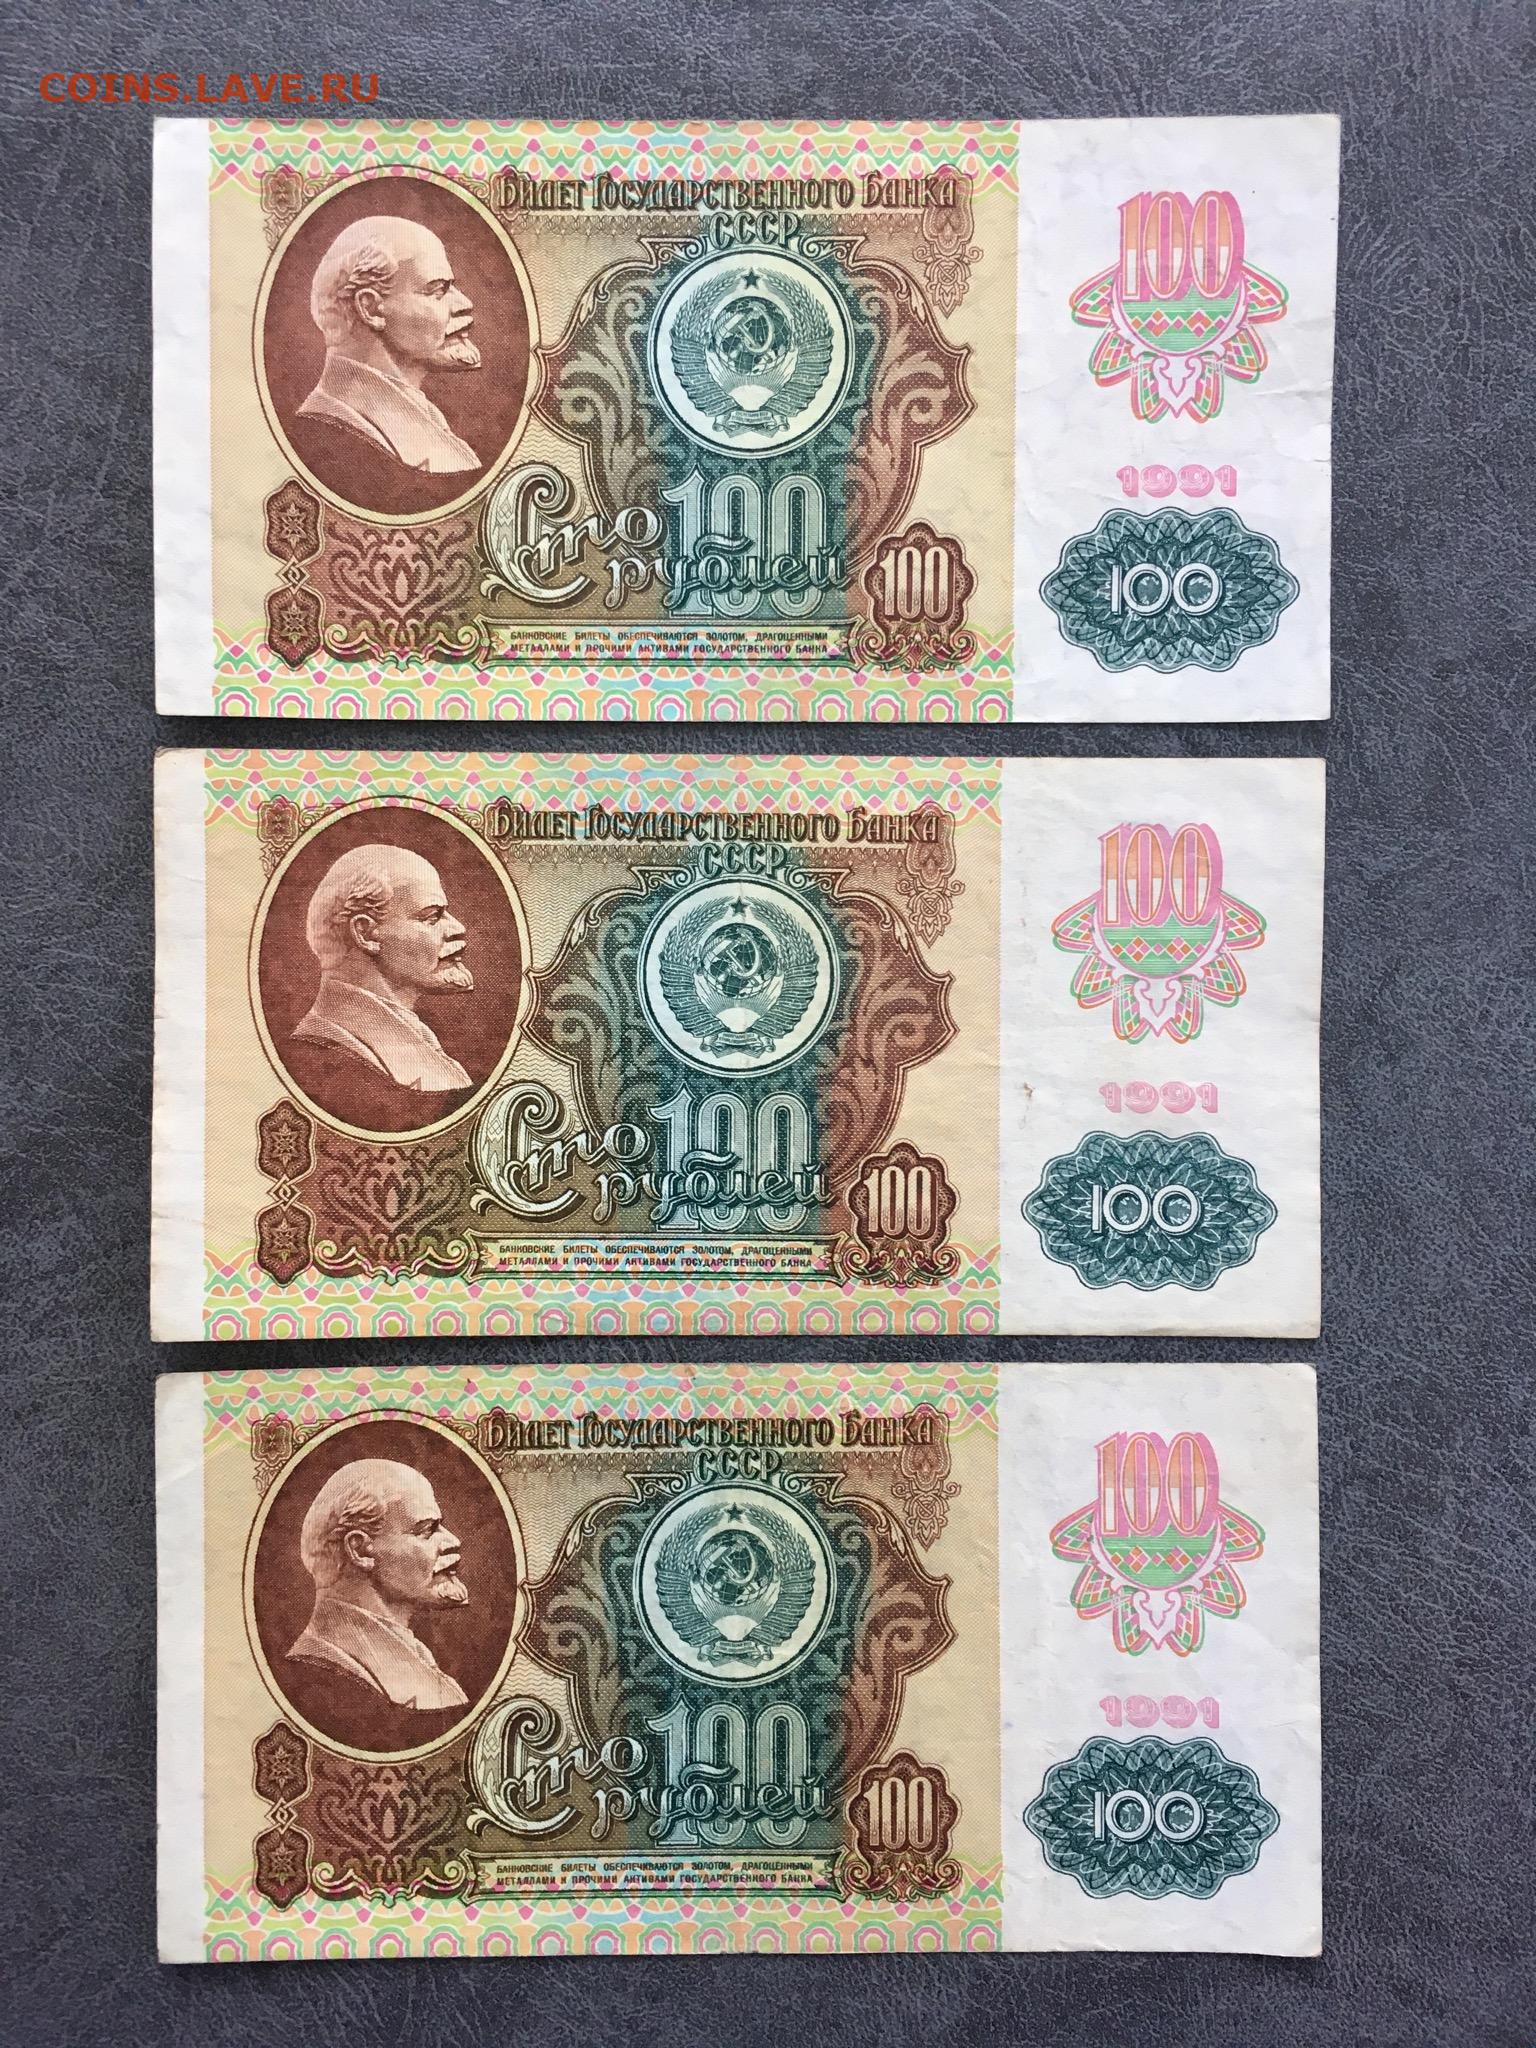 COINS.LAVE.RU
Билет Государственного Банка
СССР
100
1991
Сто
рублей
100
100
100
БАНКОВСКИЕ БИЛЕТЫ ОБЕСПЕЧИВАЮТСЯ ЗОЛОТОМ, ДРАГОЦЕННЫМИ
МЕТАЛЛАМИ И ПРОЧИМИ АКТИВАМИ ГОСУДАРСТВЕННОГО БАНКА
Билет Государственного Банка
СССР
100
1991
Сто
рублей
100
100
100
БАНКОВСКИЕ БИЛЕТЫ ОБЕСПЕЧИВАЮТСЯ ЗОЛОТОМ, ДРАГОЦЕННЫМИ
МЕТАЛЛАМИ И ПРОЧИМИ АКТИВАМИ ГОСУДАРСТВЕННОГО БАНКА
Билет Государственного Банка
СССР
100
1991
Сто
рублей
100
100
100
БАНКОВСКИЕ БИЛЕТЫ ОБЕСПЕЧИВАЮТСЯ ЗОЛОТОМ, ДРАГОЦЕННЫМИ
МЕТАЛЛАМИ И ПРОЧИМИ АКТИВАМИ ГОСУДАРСТВЕННОГО БАНКА